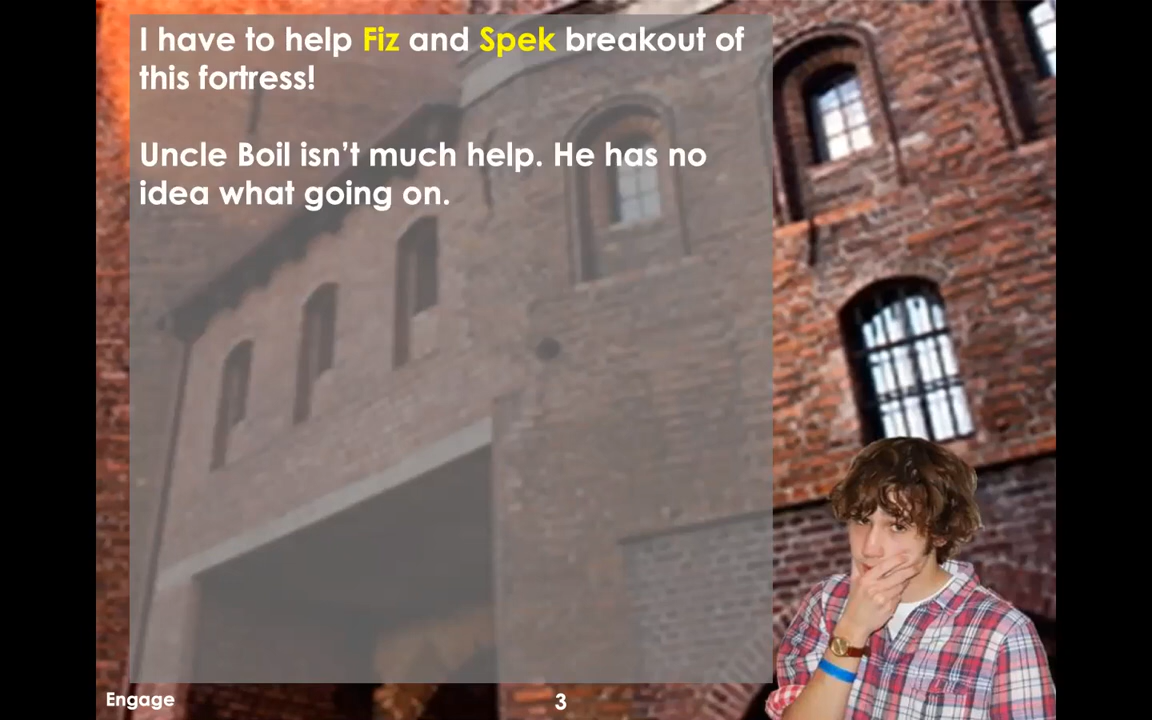 I have to help Fiz and Spek breakout of
this fortress!
Uncle Boil isn’t much help. He has no
idea what going on.
Engage
3